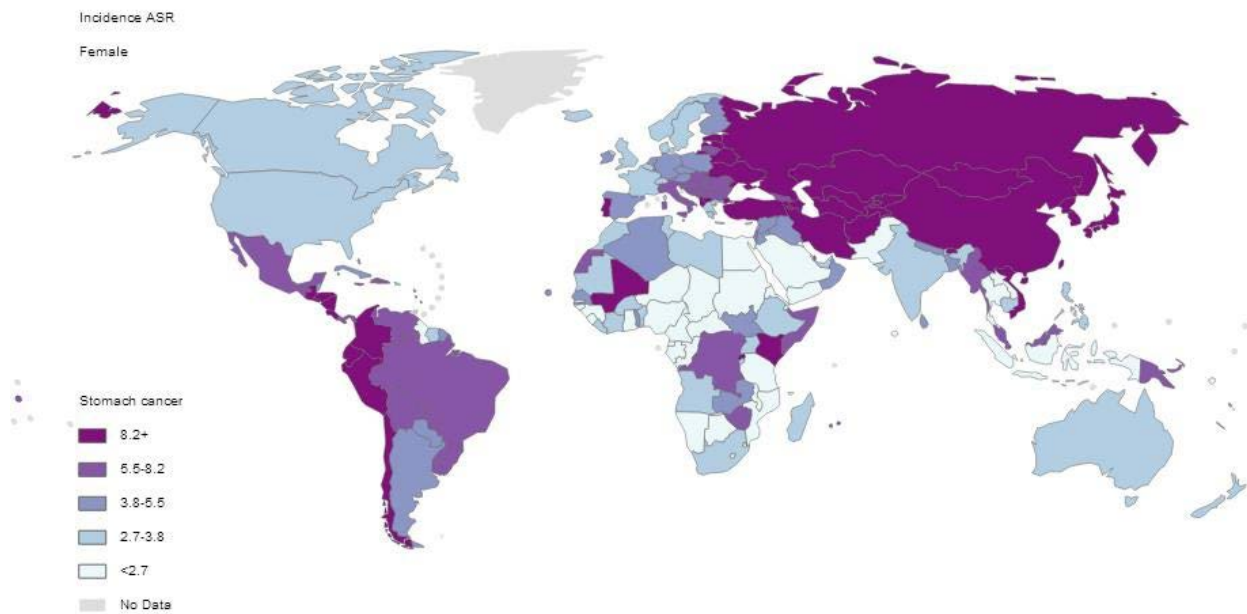 Incidence ASR
Female
Stomach cancer
8.2+
5.5-8.2
3.8-5.5
2.7-3.8
<2.7
No Data